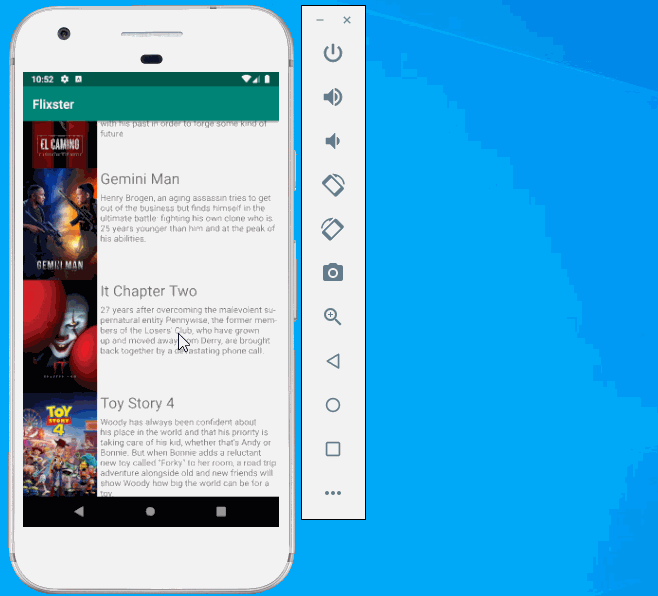 10:52
Flixster
with his past in order to forge some kind of
future.
EL CAMINO
Gemini Man
Henry Brogen, an aging assassin tries to get
out of the business but finds himself in the
ultimate battle: fighting his own clone who is
25 years younger than him and at the peak of
his abilities.
GEMINI MAN
It Chapter Two
27 years after overcoming the malevolent su-
pernatural entity Pennywise, the former mem-
bers of the Losers' Club, who have grown
up and moved away from Derry, are brought
back together by a devastating phone call.
Toy Story 4
TOY
STORY
4
Woody has always been confident about
his place in the world and that his priority is
taking care of his kid, whether that's Andy or
Bonnie. But when Bonnie adds a reluctant
new toy called "Forky" to her room, a road trip
adventure alongside old and new friends will
show Woody how big the world can be for a
toy.